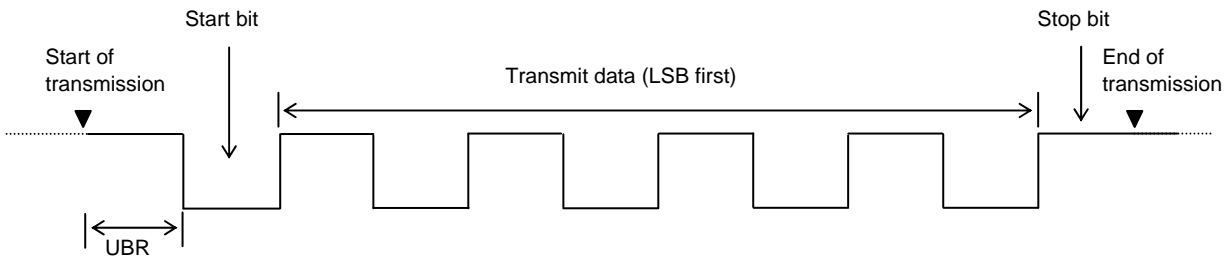 Start bit
Stop bit
Start of
transmission
Transmit data (LSB first)
End of
transmission
UBR